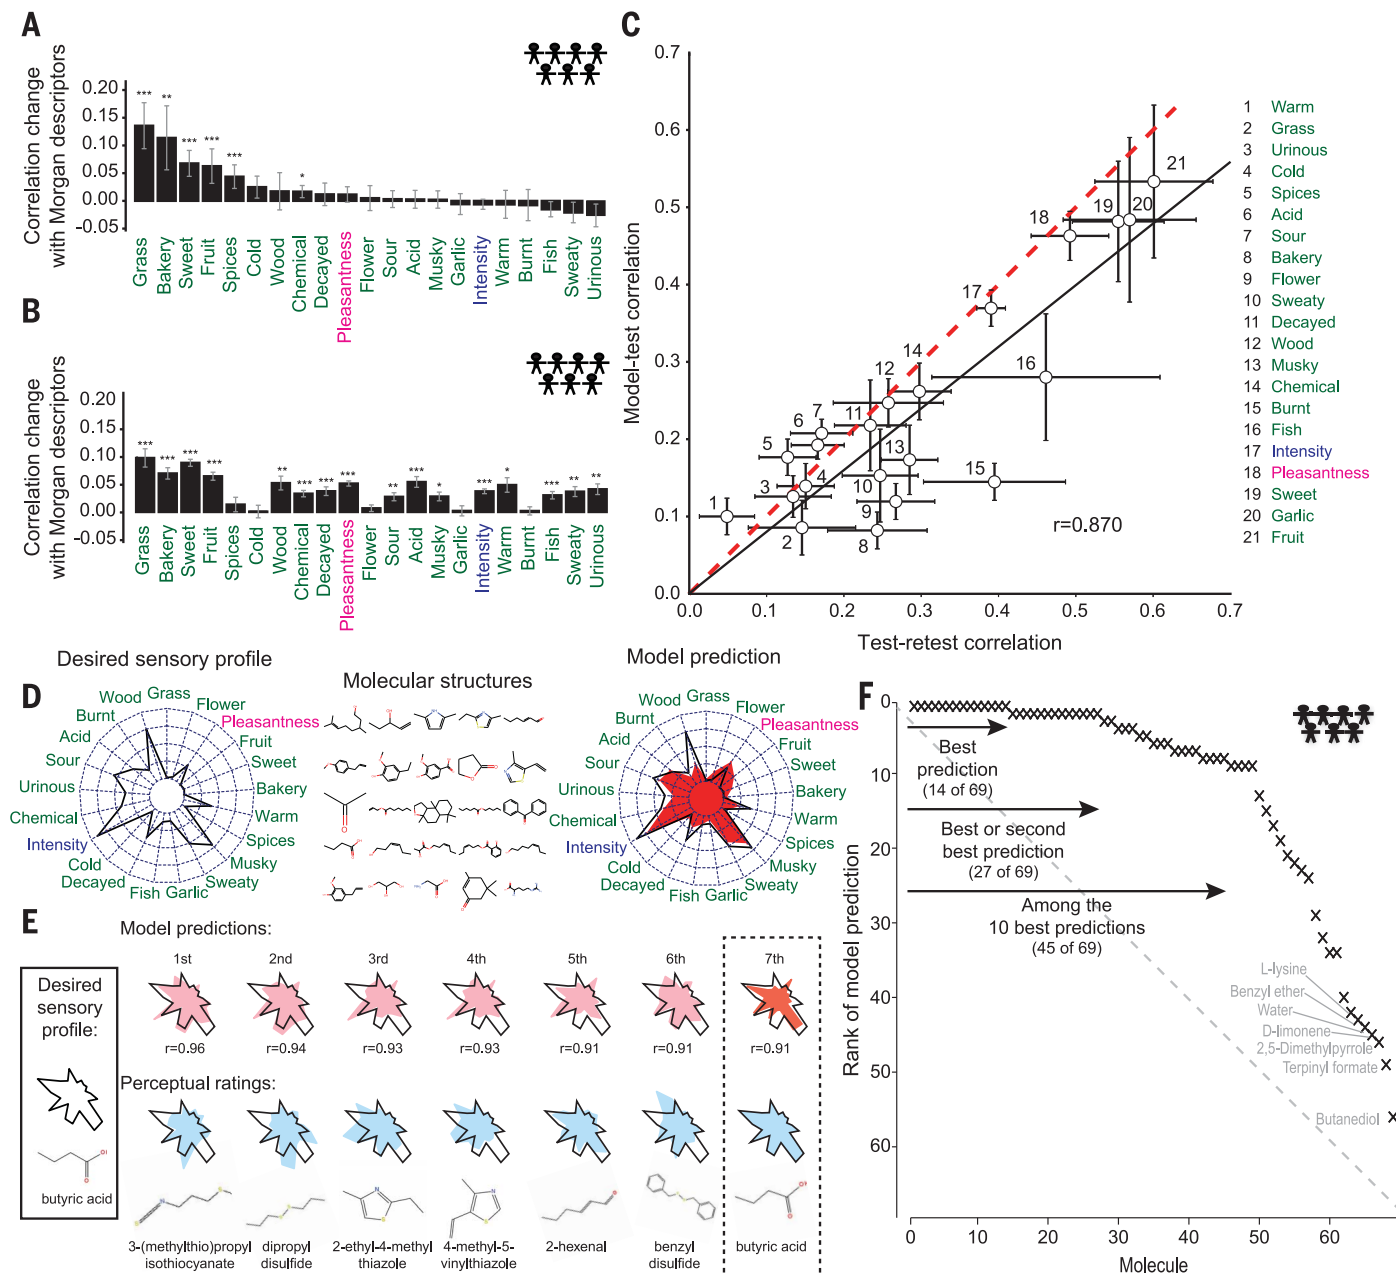 A
Correlation change
with Morgan descriptors
0.20
0.15
0.10
0.05
0.00
-0.05
***
**
***
***
***
*
Grass
Bakery
Sweet
Fruit
Spices
Cold
Wood
Chemical
Decayed
Pleasantness
Flower
Sour
Acid
Musky
Garlic
Intensity
Warm
Burnt
Fish
Sweaty
Urinous
B
Correlation change
with Morgan descriptors
0.20
0.15
0.10
0.05
0.00
-0.05
***
***
***
***
**
***
***
***
**
***
*
***
*
***
**
**
Grass
Bakery
Sweet
Fruit
Spices
Cold
Wood
Chemical
Decayed
Pleasantness
Flower
Sour
Acid
Musky
Garlic
Intensity
Warm
Burnt
Fish
Sweaty
Urinous
C
Model-test correlation
0.7
0.6
0.5
0.4
0.3
0.2
0.1
0.0
0.0 0.1 0.2 0.3 0.4 0.5 0.6 0.7
Test-retest correlation
21
20
19
18
17
16
14
12
11
7
6
5
13
15
10
4
3
9
1
2
8
r=0.870
1 Warm
2 Grass
3 Urinous
4 Cold
5 Spices
6 Acid
7 Sour
8 Bakery
9 Flower
10 Sweaty
11 Decayed
12 Wood
13 Musky
14 Chemical
15 Burnt
16 Fish
17 Intensity
18 Pleasantness
19 Sweet
20 Garlic
21 Fruit
D
Desired sensory profile
Grass
Flower
Pleasantness
Fruit
Sweet
Bakery
Warm
Spices
Musky
Sweaty
Garlic
Fish
Decayed
Cold
Intensity
Chemical
Urinous
Sour
Acid
Burnt
Wood
Molecular structures
Model prediction
Grass
Flower
Pleasantness
Fruit
Sweet
Bakery
Warm
Spices
Musky
Sweaty
Garlic
Fish
Decayed
Cold
Intensity
Chemical
Urinous
Sour
Acid
Burnt
Wood
E
Desired
sensory
profile:
butyric acid
Model predictions:
1st 2nd 3rd 4th 5th 6th 7th
r=0.96 r=0.94 r=0.93 r=0.93 r=0.91 r=0.91 r=0.91
Perceptual ratings:
3-(methylthio)propyl
isothiocyanate
dipropyl
disulfide
2-ethyl-4-methyl
thiazole
4-methyl-5-
vinylthiazole
2-hexenal
benzyl
disulfide
butyric acid
F
Rank of model prediction
0
10
20
30
40
50
60
Best
prediction
(14 of 69)
Best or second
best prediction
(27 of 69)
Among the
10 best predictions
(45 of 69)
L-lysine
Benzyl ether
Water
D-limonene
2,5-Dimethylpyrrole
Terpinyl formate
Butanediol
0 10 20 30 40 50 60
Molecule